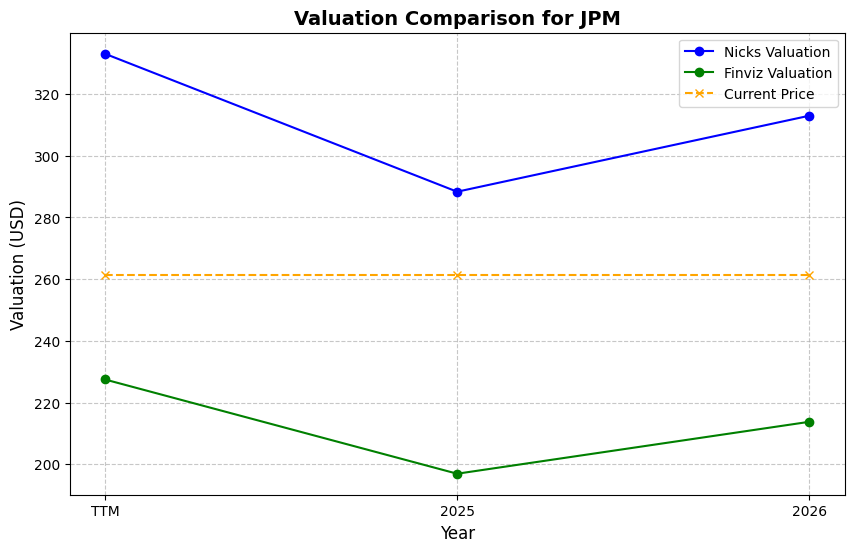 Valuation Comparison for JPM
Nicks Valuation
Finviz Valuation
Current Price
Valuation (USD)
320
300
280
260
240
220
200
TTM
2025
2026
Year